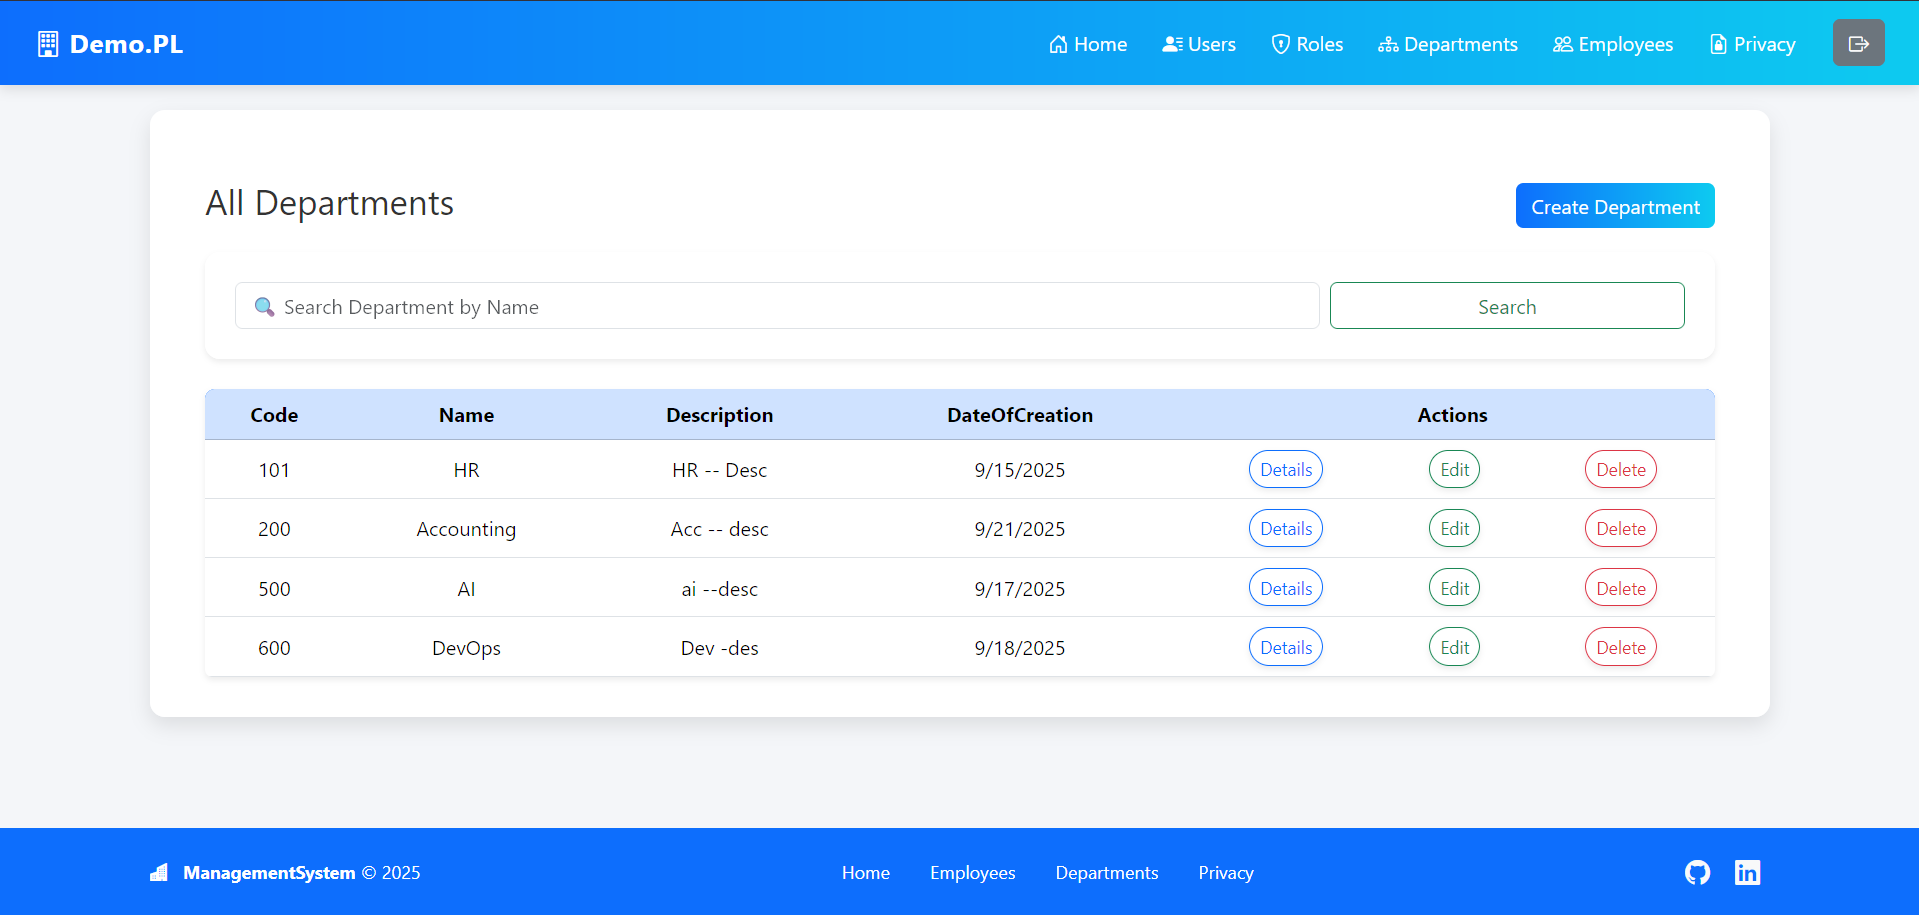 Demo.PL Home Users Roles Departments Employees Privacy
All Departments Create Department
Search Department by Name Search
Code Name Description DateOfCreation Actions
101 HR HR -- Desc 9/15/2025 Details Edit Delete
200 Accounting Acc -- desc 9/21/2025 Details Edit Delete
500 AI ai --desc 9/17/2025 Details Edit Delete
600 DevOps Dev -des 9/18/2025 Details Edit Delete
ManagementSystem © 2025 Home Employees Departments Privacy in